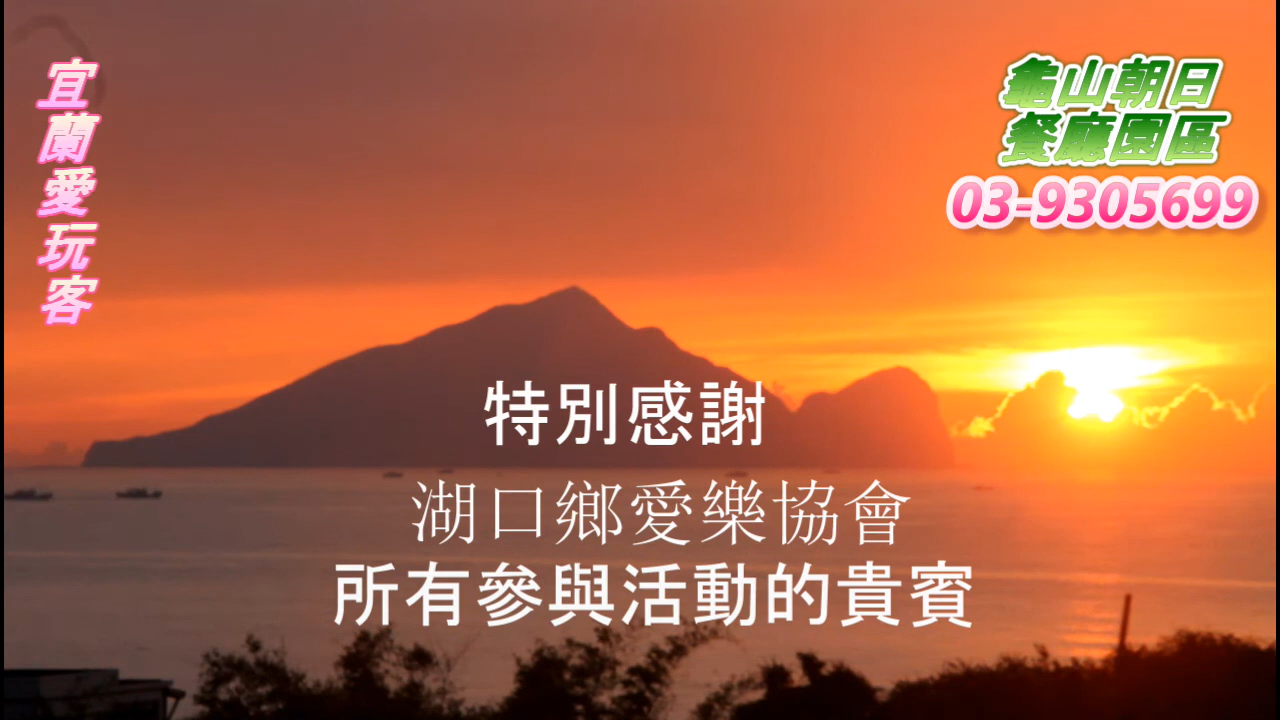 宜蘭愛玩客
龜山朝日
餐廳園區
03-9305699
特別感謝
湖口鄉愛樂協會
所有參與活動的貴賓